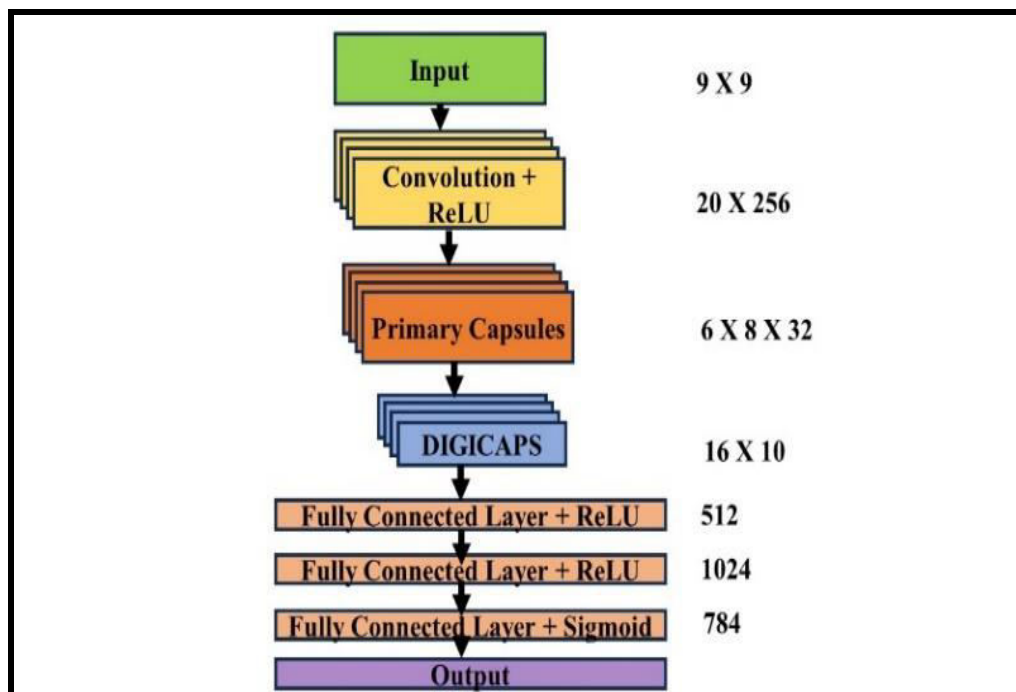 Input
9 X 9
Convolution +
ReLU
20 X 256
Primary Capsules
6 X 8 X 32
DIGICAPS
16 X 10
Fully Connected Layer + ReLU
512
Fully Connected Layer + ReLU
1024
Fully Connected Layer + Sigmoid
784
Output